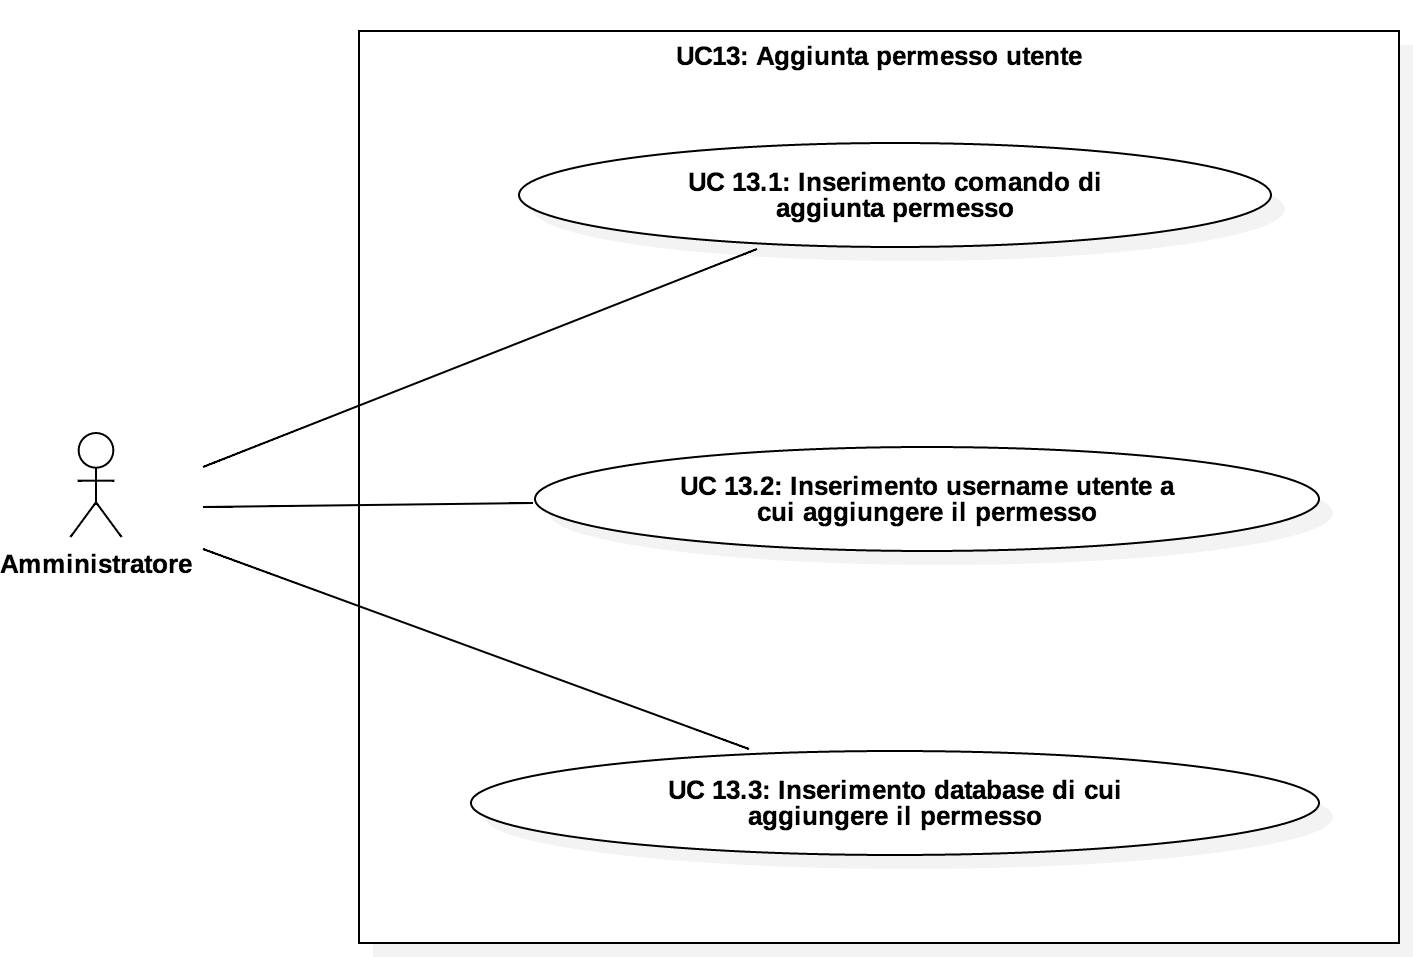 UC13: Aggiunta permesso utente
UC 13.1: Inserimento comando di
aggiunta permesso
UC 13.2: Inserimento username utente a
cui aggiungere il permesso
Amministratore
UC 13.3: Inserimento database di cui
aggiungere il permesso